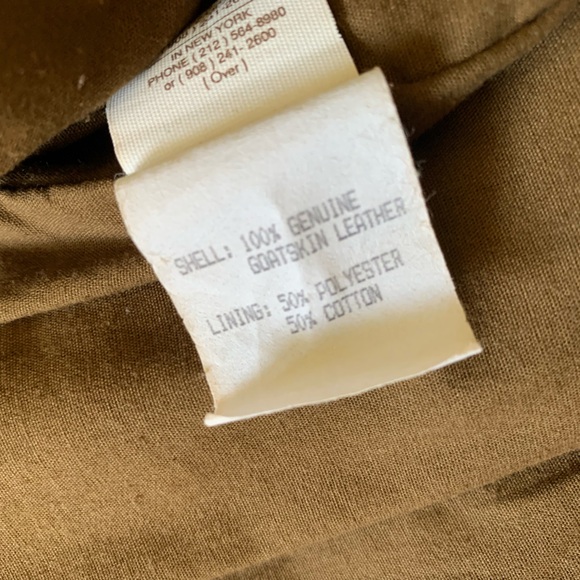 IN NEW YORK
PHONE (212) 564-8980
or (908) 241-2600
(Over)
SHELL: 100% GENUINE
GOATSKIN LEATHER
LINING: 50% POLYESTER
50% COTTON